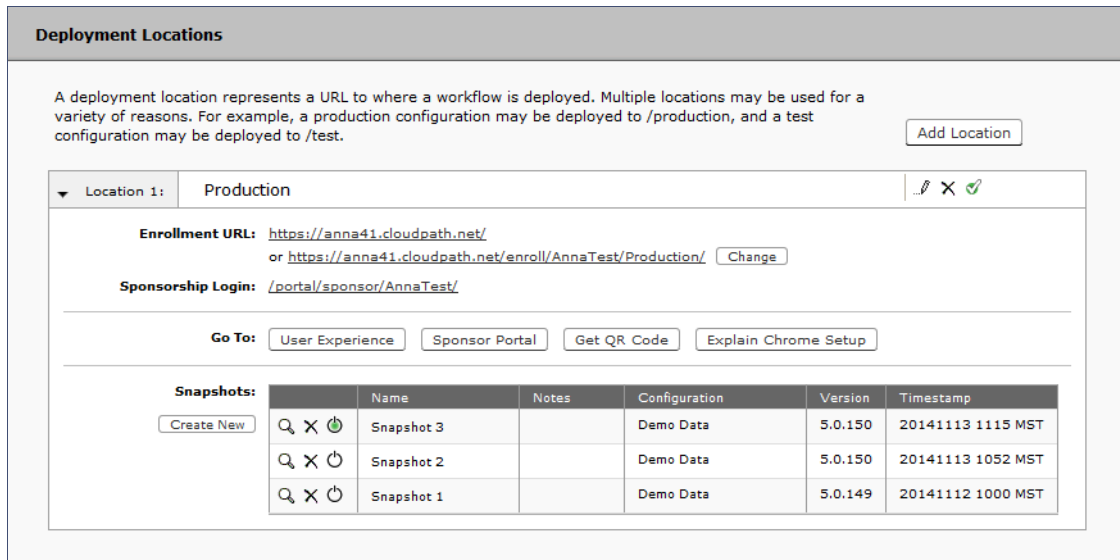 Deployment Locations
A deployment location represents a URL to where a workflow is deployed. Multiple locations may be used for a
variety of reasons. For example, a production configuration may be deployed to /production, and a test
configuration may be deployed to /test.
Add Location
Location 1: Production
Enrollment URL: https://anna41.cloudpath.net/
or https://anna41.cloudpath.net/enroll/AnnaTest/Production/ Change
Sponsorship Login: /portal/sponsor/AnnaTest/
Go To: User Experience Sponsor Portal Get QR Code Explain Chrome Setup
Snapshots:
Create New
Name Notes Configuration Version Timestamp
Snapshot 3 Demo Data 5.0.150 20141113 1115 MST
Snapshot 2 Demo Data 5.0.150 20141113 1052 MST
Snapshot 1 Demo Data 5.0.149 20141112 1000 MST